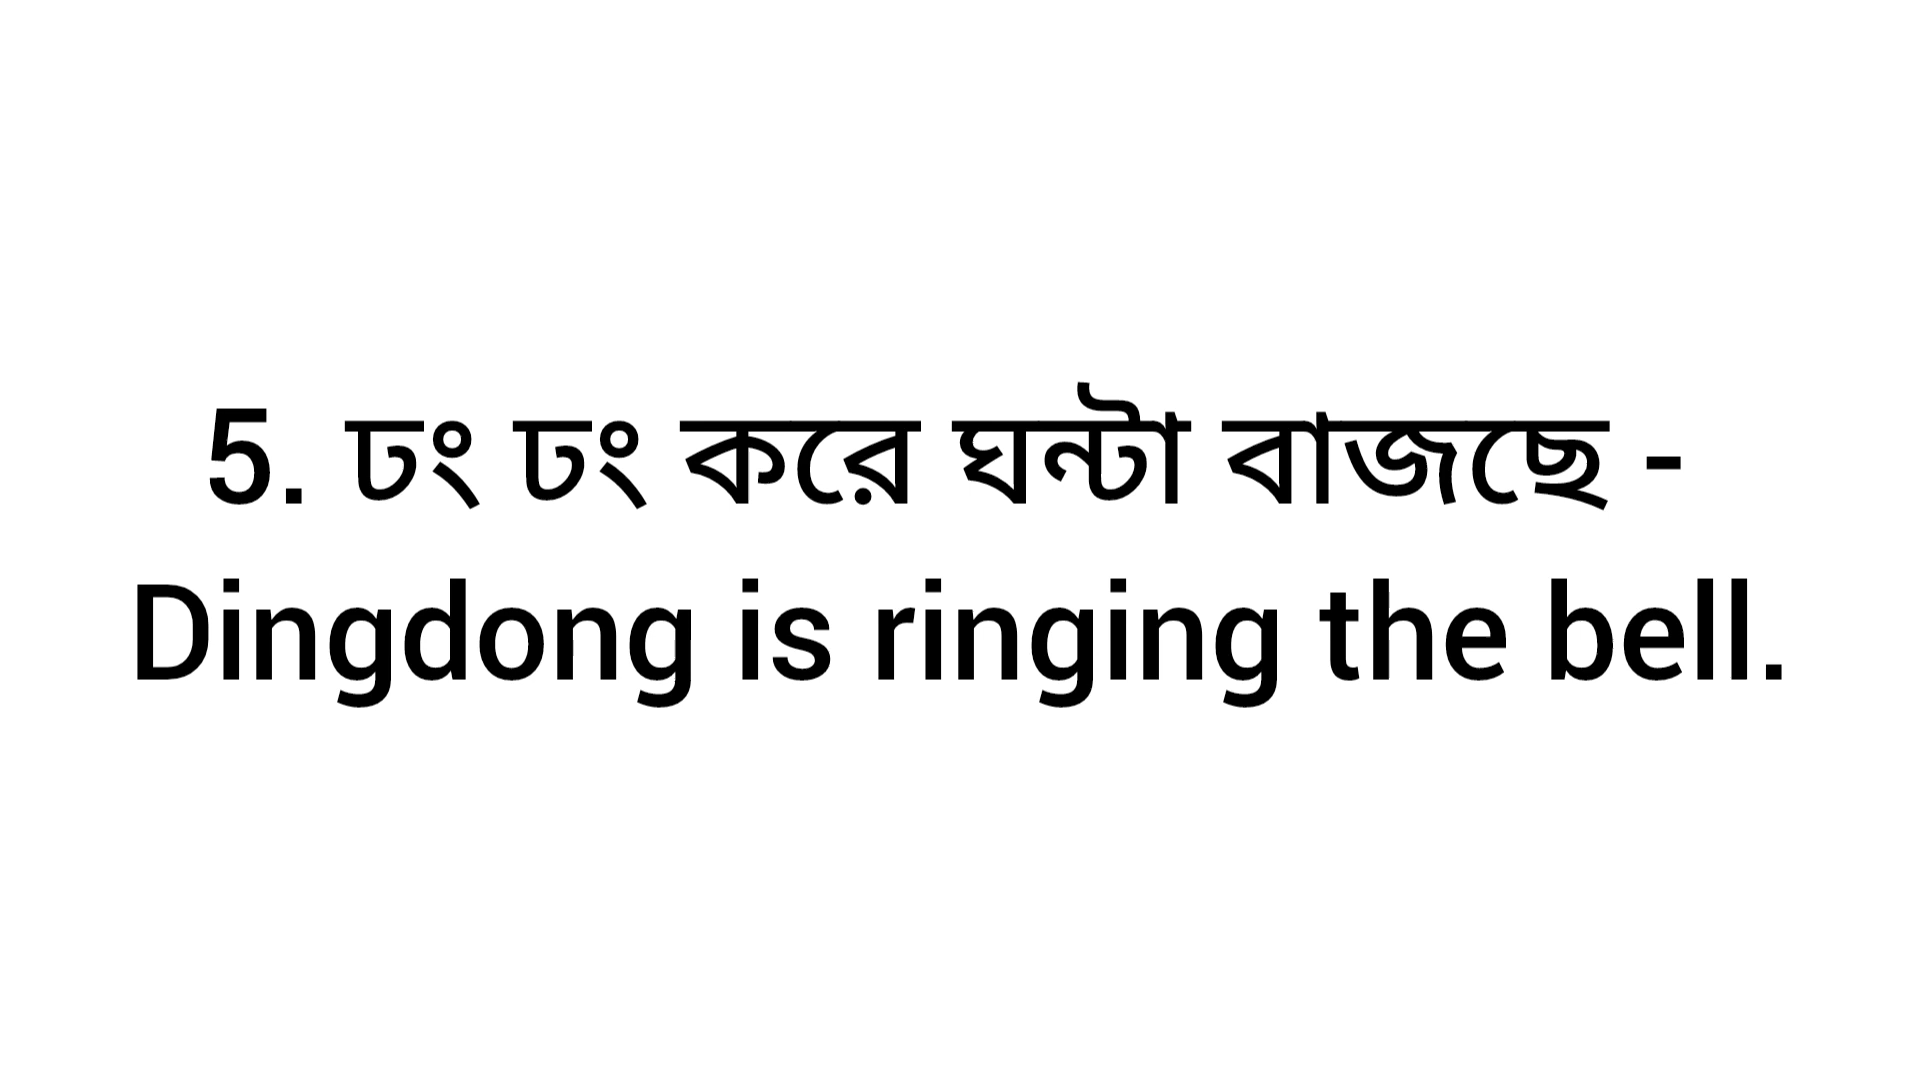 5. ঢং ঢং করে ঘন্টা বাজছে -
Dingdong is ringing the bell.